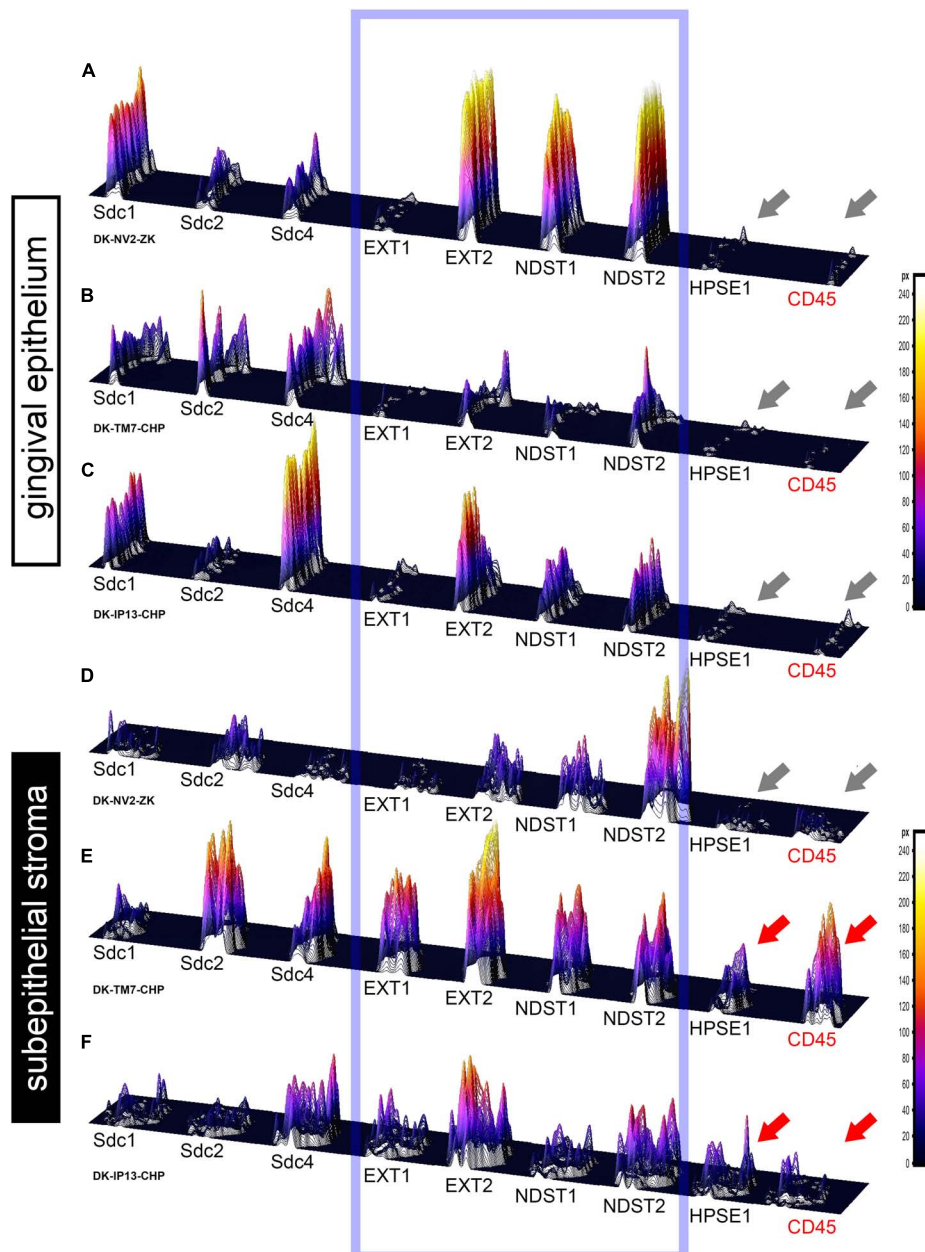 A
Sdc1
Sdc2
Sdc4
EXT1
EXT2
NDST1
NDST2
HPSE1
CD45
DK-NV2-ZK
B
Sdc1
Sdc2
Sdc4
EXT1
EXT2
NDST1
NDST2
HPSE1
CD45
DK-TM7-CHP
C
Sdc1
Sdc2
Sdc4
EXT1
EXT2
NDST1
NDST2
HPSE1
CD45
DK-IP13-CHP
gingival epithelium
px
240
220
200
180
160
140
120
100
80
60
40
20
0
D
Sdc1
Sdc2
Sdc4
EXT1
EXT2
NDST1
NDST2
HPSE1
CD45
DK-NV2-ZK
E
Sdc1
Sdc2
Sdc4
EXT1
EXT2
NDST1
NDST2
HPSE1
CD45
DK-TM7-CHP
F
Sdc1
Sdc2
Sdc4
EXT1
EXT2
NDST1
NDST2
HPSE1
CD45
DK-IP13-CHP
subepithelial stroma
px
240
220
200
180
160
140
120
100
80
60
40
20
0